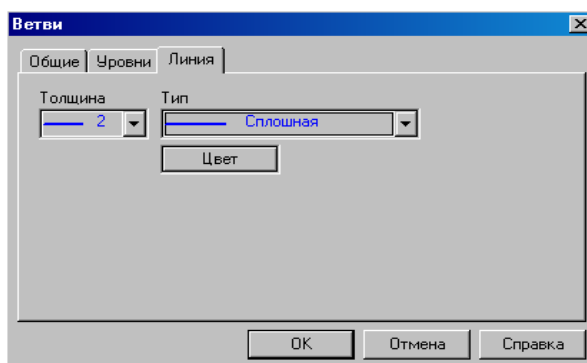 Ветви
Общие Уровни Линия
Толщина Тип
2 Сплошная
Цвет
OK Отмена Справка